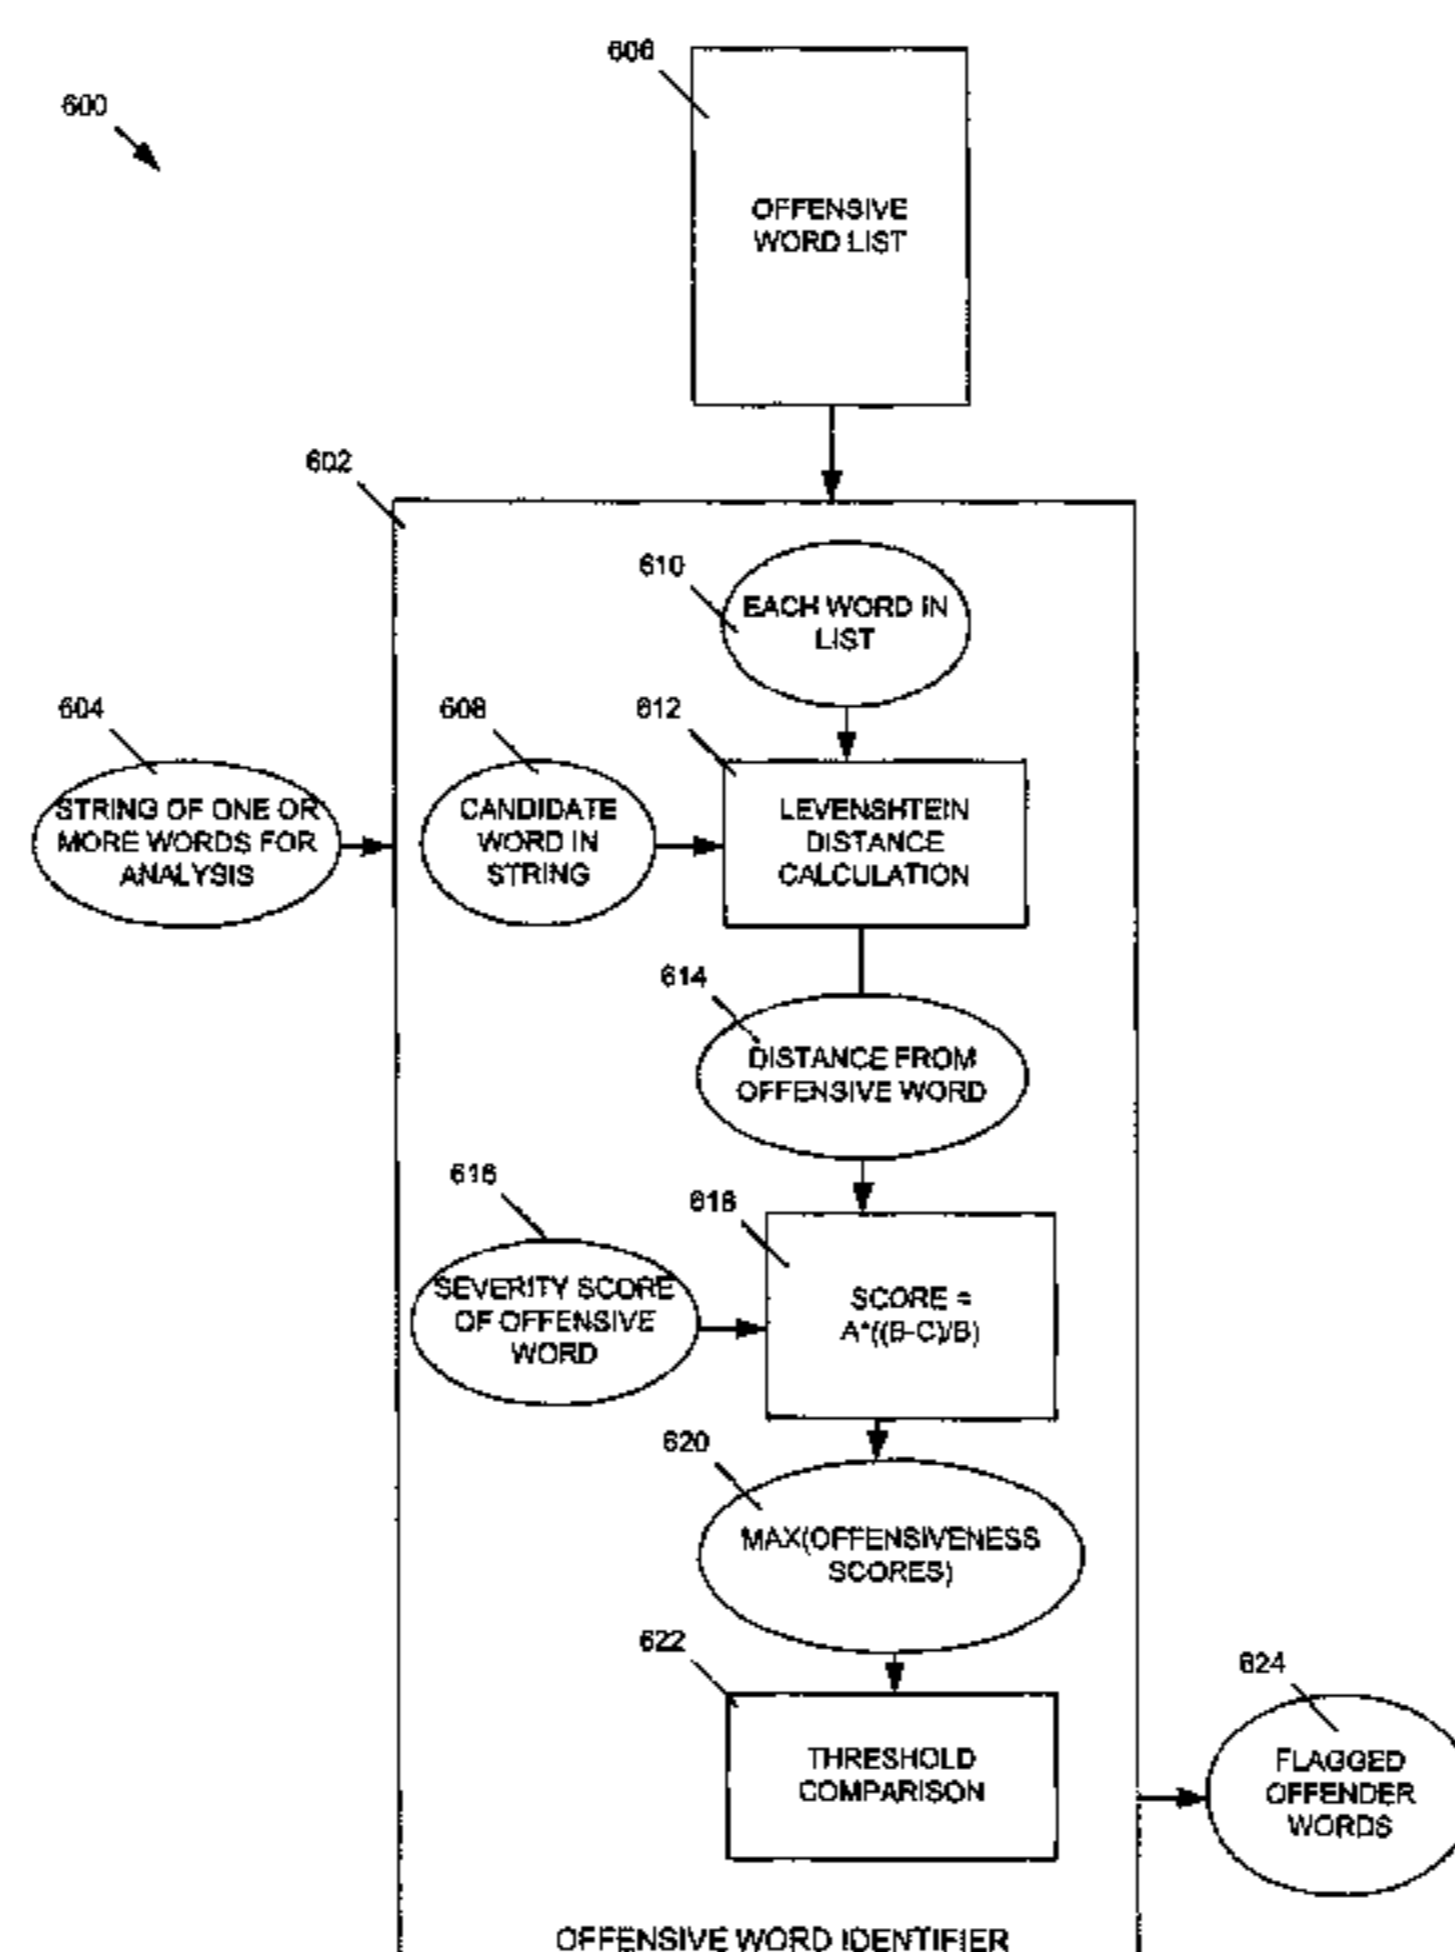 606
600
OFFENSIVE
WORD LIST
602
610
EACH WORD IN
LIST
604
608
612
STRING OF ONE OR
MORE WORDS FOR
ANALYSIS
CANDIDATE
WORD IN
STRING
LEVENSHTEIN
DISTANCE
CALCULATION
614
DISTANCE FROM
OFFENSIVE WORD
616
618
SEVERITY SCORE
OF OFFENSIVE
WORD
SCORE =
A*((B-C)/B)
620
MAX(OFFENSIVENESS
SCORES)
622
624
THRESHOLD
COMPARISON
FLAGGED
OFFENDER
WORDS
OFFENSIVE WORD IDENTIFIER